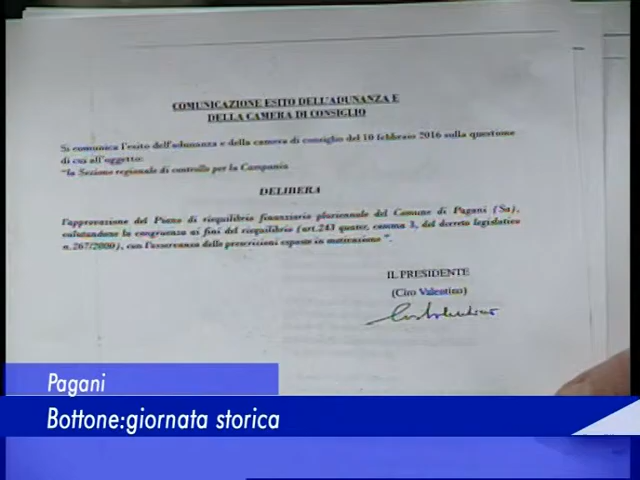 COMUNICAZIONE ESITO DELL'ADUNANZA E
DELLA CAMERA DI CONSIGLIO
Si comunica l'esito dell'adunanza e della camera di consiglio del 10 febbraio 2016 sulla questione
di cui all'oggetto:
"la Sezione regionale di controllo per la Campania
DELIBERA
l'approvazione del Piano di riequilibrio finanziario pluriennale del Comune di Pagani (Sa),
valutandone la congruenza ai fini del riequilibrio (art.243 quater, comma 3, del decreto legislativo
n.267/2000), con l'osservanza delle prescrizioni esposte in motivazione".
IL PRESIDENTE
(Ciro Valentino)
Pagani
Bottone:giornata storica